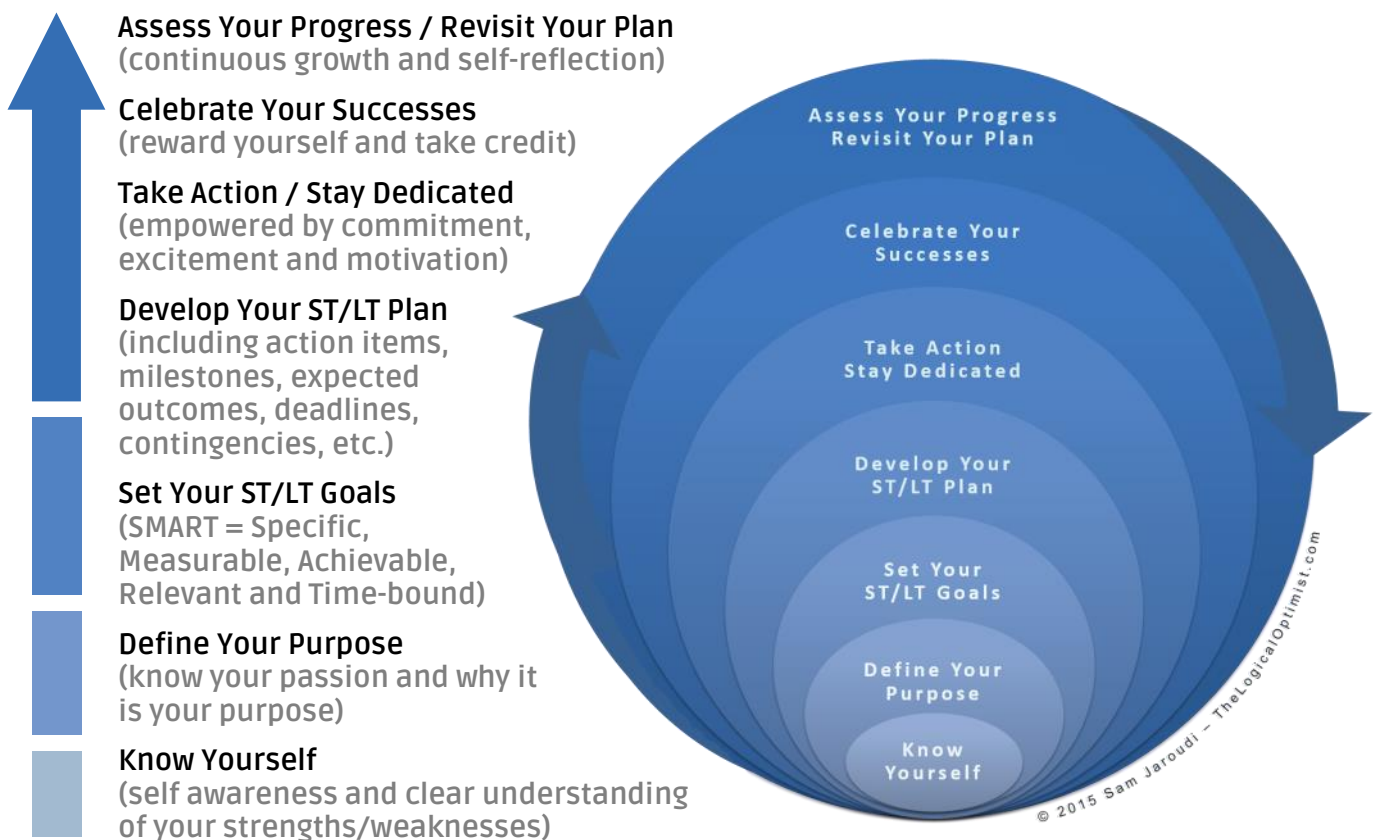 Assess Your Progress / Revisit Your Plan
(continuous growth and self-reflection)
Celebrate Your Successes
(reward yourself and take credit)
Take Action / Stay Dedicated
(empowered by commitment,
excitement and motivation)
Develop Your ST/LT Plan
(including action items,
milestones, expected
outcomes, deadlines,
contingencies, etc.)
Set Your ST/LT Goals
(SMART = Specific,
Measurable, Achievable,
Relevant and Time-bound)
Define Your Purpose
(know your passion and why it
is your purpose)
Know Yourself
(self awareness and clear understanding
of your strengths/weaknesses)
Assess Your Progress
Revisit Your Plan
Celebrate Your
Successes
Take Action
Stay Dedicated
Develop Your
ST/LT Plan
Set Your
ST/LT Goals
Define Your
Purpose
Know
Yourself
© 2015 Sam Jaroudi – TheLogicalOptimist.com